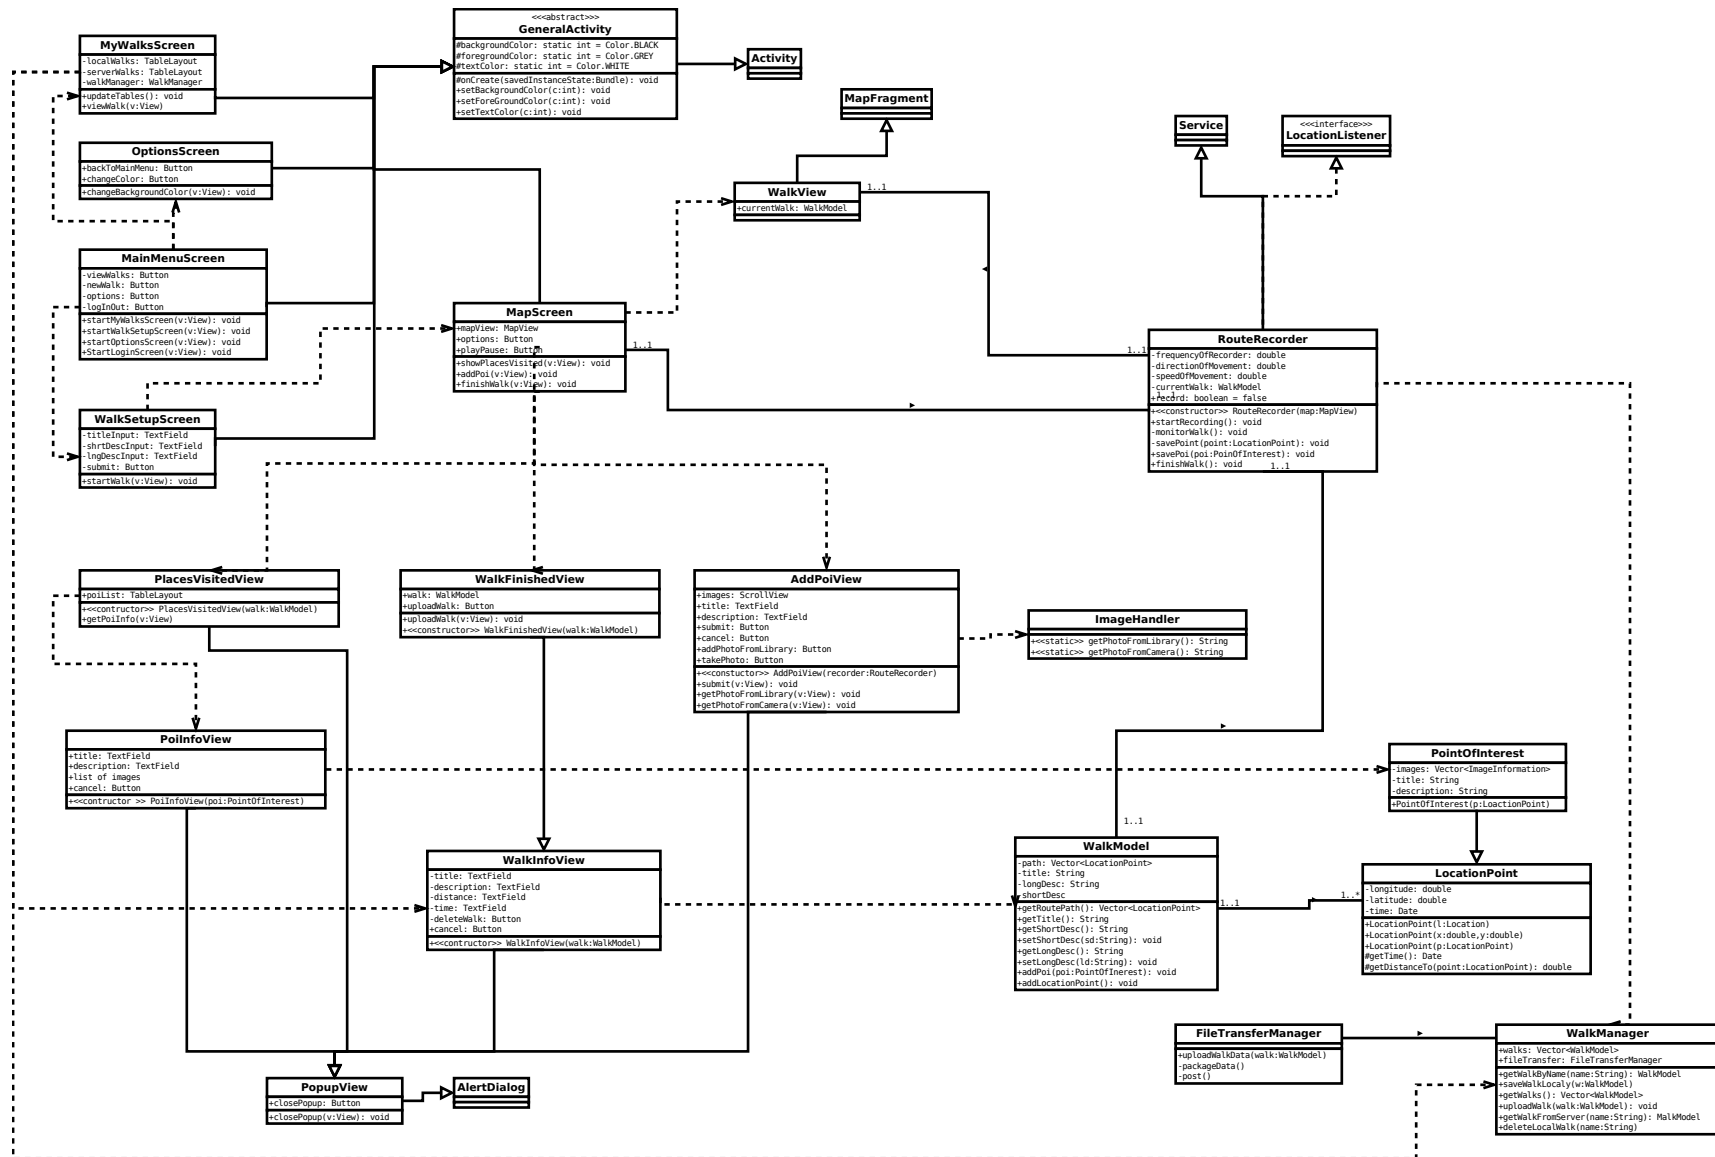 <<<abstract>>>
GeneralActivity
#backgroundColor: static int = Color.BLACK
#foregroundColor: static int = Color.GREY
#textColor: static int = Color.WHITE
#onCreate(savedInstanceState:Bundle): void
+setBackGroundColor(c:int): void
+setForeGroundColor(c:int): void
+setTextColor(c:int): void
MyWalksScreen
-localWalks: TableLayout
-serverWalks: TableLayout
-walkManager: WalkManager
+updateTables(): void
+viewWalk(v:View)
Activity
MapFragment
Service
<<<interface>>>
LocationListener
OptionsScreen
+backToMainMenu: Button
+changeColor: Button
+changeBackgroundColor(v:View): void
WalkView
+currentWalk: WalkModel
1..1
MainMenuScreen
-viewWalks: Button
-newWalk: Button
-options: Button
-logInOut: Button
+startMyWalksScreen(v:View): void
+startWalkSetupScreen(v:View): void
+startOptionsScreen(v:View): void
+StartLoginScreen(v:View): void
MapScreen
+mapView: MapView
+options: Button
+playPause: Button
+showPlacesVisited(v:View): void
+addPoi(v:View): void
+finishWalk(v:View): void
1..1
1..1
RouteRecorder
-frequencyOfRecorder: double
-directionOfMovement: double
-speedOfMovement: double
-currentWalk: WalkModel
+record: boolean = false
1..1
+<<constructor>> RouteRecorder(map:MapView)
+startRecording(): void
-monitorWalk(): void
-savePoint(point:LocationPoint): void
+savePoi(poi:PoinOfInterest): void
+finishWalk(): void
1..1
WalkSetupScreen
-titleInput: TextField
-shrtDescInput: TextField
-lngDescInput: TextField
-submit: Button
+startWalk(v:View): void
PlacesVisitedView
+poiList: TableLayout
+<<contructor>> PlacesVisitedView(walk:WalkModel)
+getPoiInfo(v:View)
WalkFinishedView
+walk: WalkModel
+uploadWalk: Button
+uploadWalk(v:View): void
+<<constructor>> WalkFinishedView(walk:WalkModel)
AddPoiView
+images: ScrollView
+title: TextField
+description: TextField
+submit: Button
+cancel: Button
+addPhotoFromLibrary: Button
+takePhoto: Button
+<<constuctor>> AddPoiView(recorder:RouteRecorder)
+submit(v:View): void
+getPhotoFromLibrary(v:View): void
+getPhotoFromCamera(v:View): void
ImageHandler
+<<static>> getPhotoFromLibrary(): String
+<<static>> getPhotoFromCamera(): String
PoiInfoView
+title: TextField
+description: TextField
+list of images
+cancel: Button
+<<contructor >> PoiInfoView(poi:PointOfInterest)
PointOfInterest
-images: Vector<ImageInformation>
-title: String
-description: String
+PointOfInterest(p:LoactionPoint)
1..1
WalkInfoView
-title: TextField
-description: TextField
-distance: TextField
-time: TextField
-deleteWalk: Button
+cancel: Button
+<<contructor>> WalkInfoView(walk:WalkModel)
WalkModel
-path: Vector<LocationPoint>
-title: String
-longDesc: String
-shortDesc
+getRoutePath(): Vector<LocationPoint>
+getTitle(): String
+getShortDesc(): String
+setShortDesc(sd:String): void
+getLongDesc(): String
+setLongDesc(ld:String): void
+addPoi(poi:PointOfInerest): void
+addLocationPoint(): void
1..1
1..*
LocationPoint
-longitude: double
-latitude: double
-time: Date
+LocationPoint(l:Location)
+LocationPoint(x:double,y:double)
+LocationPoint(p:LocationPoint)
#getTime(): Date
#getDistanceTo(point:LocationPoint): double
FileTransferManager
+uploadWalkData(walk:WalkModel)
-packageData()
-post()
WalkManager
+walks: Vector<WalkModel>
+fileTransfer: FileTransferManager
+getWalkByName(name:String): WalkModel
+saveWalkLocaly(w:WalkModel)
+getWalks(): Vector<WalkModel>
+uploadWalk(walk:WalkModel): void
+getWalkFromServer(name:String): MalkModel
+deleteLocalWalk(name:String)
PopupView
+closePopup: Button
+closePopup(v:View): void
AlertDialog